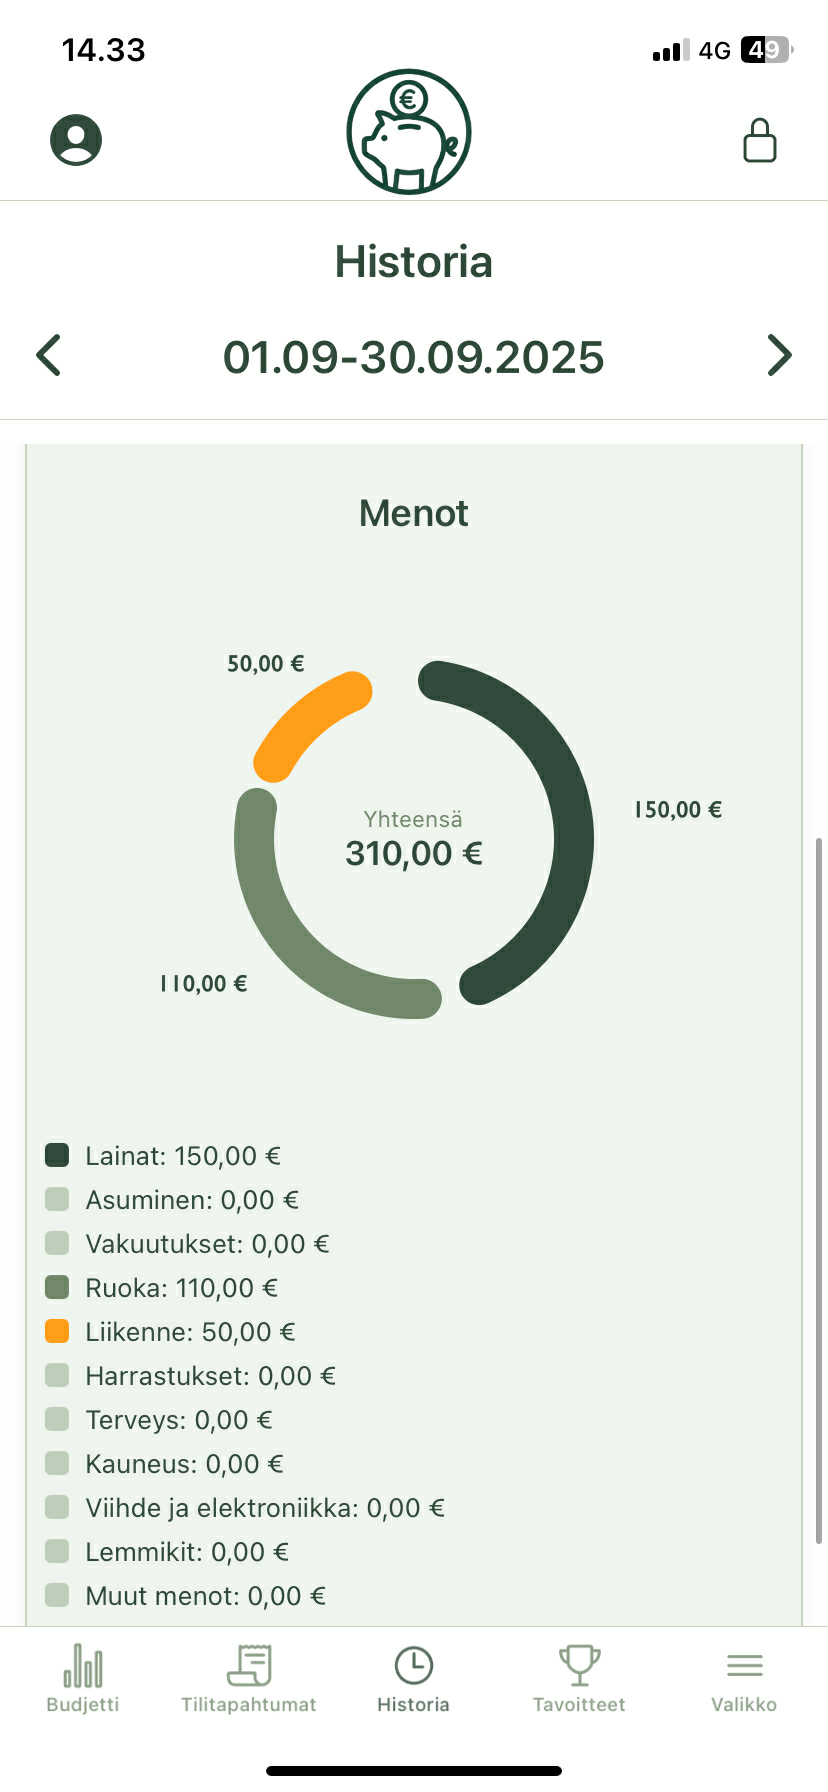 14.33
4G 49
€
Historia
01.09-30.09.2025
Menot
50,00 €
150,00 €
Yhteensä
310,00 €
110,00 €
Lainat: 150,00 €
Asuminen: 0,00 €
Vakuutukset: 0,00 €
Ruoka: 110,00 €
Liikenne: 50,00 €
Harrastukset: 0,00 €
Terveys: 0,00 €
Kauneus: 0,00 €
Viihde ja elektroniikka: 0,00 €
Lemmikit: 0,00 €
Muut menot: 0,00 €
Budjetti Tilitapahtumat Historia Tavoitteet Valikko